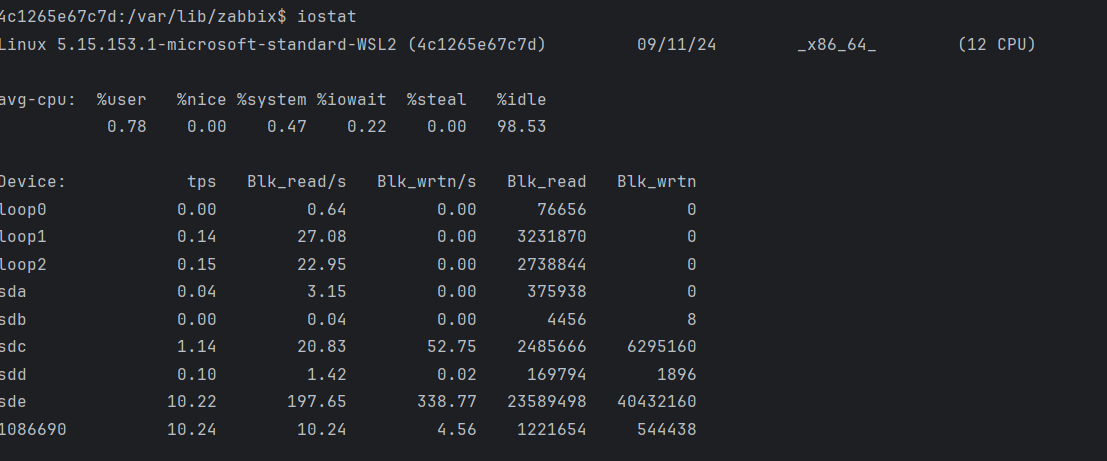 4c1265e67c7d:/var/lib/zabbix$ iostat
Linux 5.15.153.1-microsoft-standard-WSL2 (4c1265e67c7d) 09/11/24 _x86_64_ (12 CPU)
avg-cpu: %user %nice %system %iowait %steal %idle
0.78 0.00 0.47 0.22 0.00 98.53
Device: tps Blk_read/s Blk_wrtn/s Blk_read Blk_wrtn
loop0 0.00 0.64 0.00 76656 0
loop1 0.14 27.08 0.00 3231870 0
loop2 0.15 22.95 0.00 2738844 0
sda 0.04 3.15 0.00 375938 0
sdb 0.00 0.04 0.00 4456 8
sdc 1.14 20.83 52.75 2485666 6295160
sdd 0.10 1.42 0.02 169794 1896
sde 10.22 197.65 338.77 23589498 40432160
1086690 10.24 10.24 4.56 1221654 544438